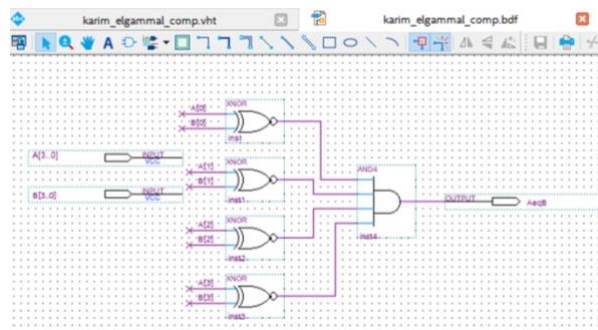 karim_elgammal_comp.vht
karim_elgammal_comp.bdf
A[0]
XNOR
B[0]
inst
A[3..0]
INPUT
VCC
A[1]
XNOR
B[1]
inst1
B[3..0]
INPUT
VCC
AND4
OUTPUT
AeqB
A[2]
XNOR
B[2]
inst2
inst4
A[3]
XNOR
B[3]
inst3